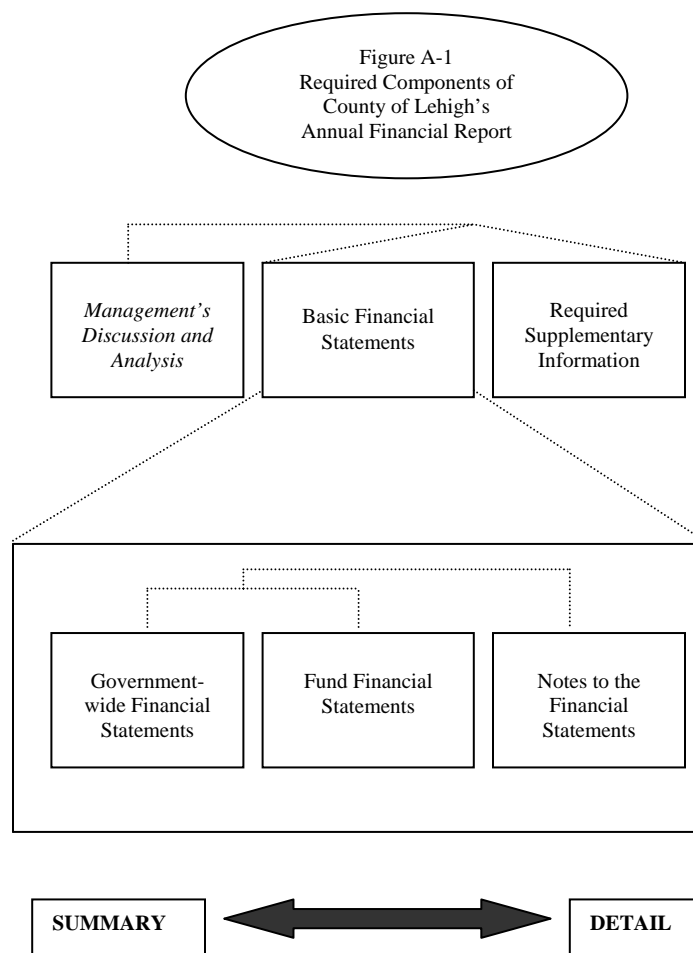 Figure A-1
Required Components of
County of Lehigh’s
Annual Financial Report
Management’s
Discussion and
Analysis
Basic Financial
Statements
Required
Supplementary
Information
Government-
wide Financial
Statements
Fund Financial
Statements
Notes to the
Financial
Statements
SUMMARY
DETAIL